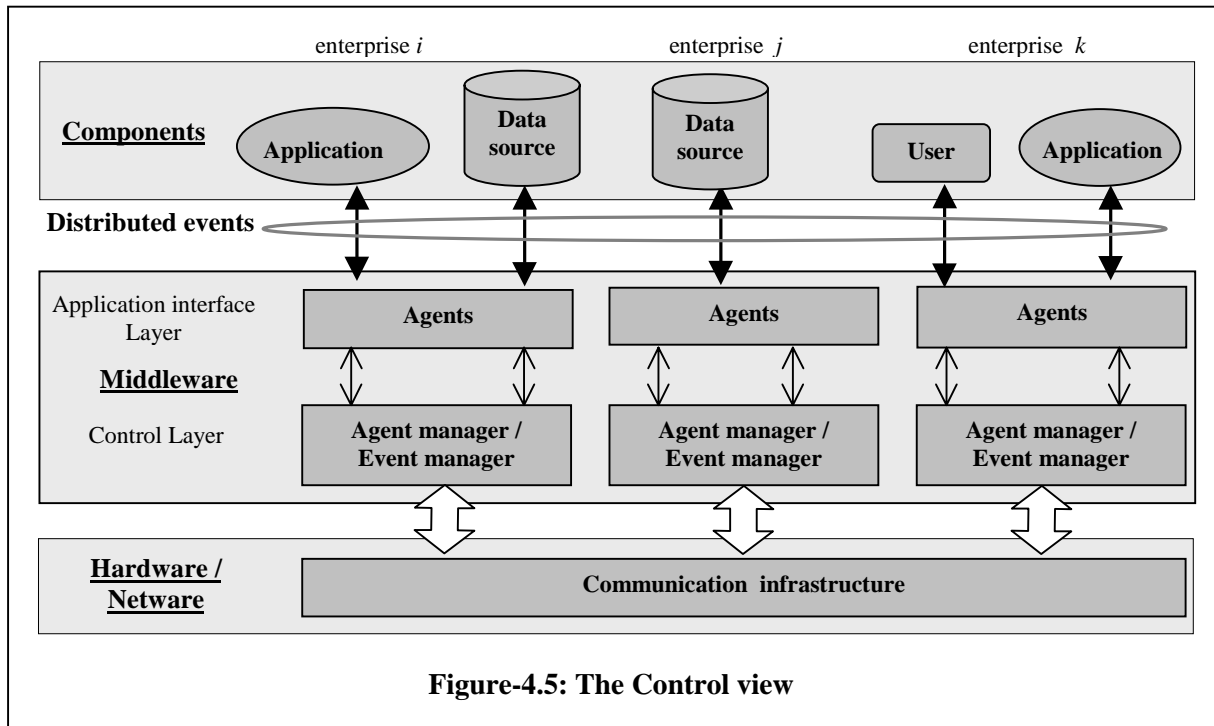 enterprise i enterprise j enterprise k
Components
Application
Data
source
Data
source
User
Application
Distributed events
Application interface
Layer
Agents
Agents
Agents
Middleware
Control Layer
Agent manager /
Event manager
Agent manager /
Event manager
Agent manager /
Event manager
Hardware /
Netware
Communication infrastructure
Figure-4.5: The Control view